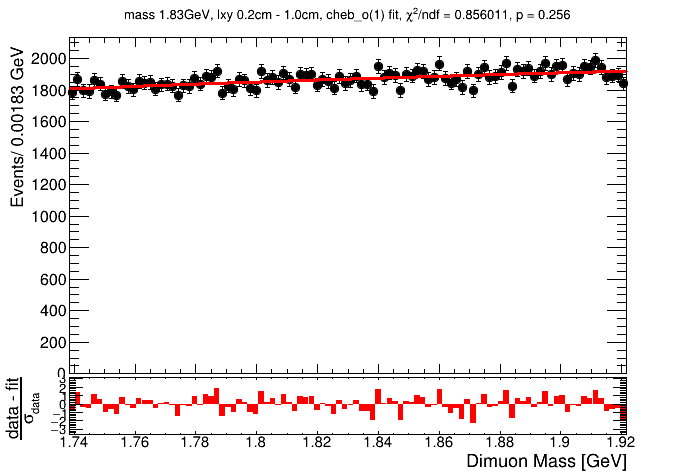 mass 1.83GeV, lxy 0.2cm - 1.0cm, cheb_o(1) fit, χ²/ndf = 0.856011, p = 0.256
Events/ 0.00183 GeV
2000
1800
1600
1400
1200
1000
800
600
400
200
0
data - fit
σdata
2
1
0
−1
−2
−3
1.74 1.76 1.78 1.8 1.82 1.84 1.86 1.88 1.9 1.92
Dimuon Mass [GeV]